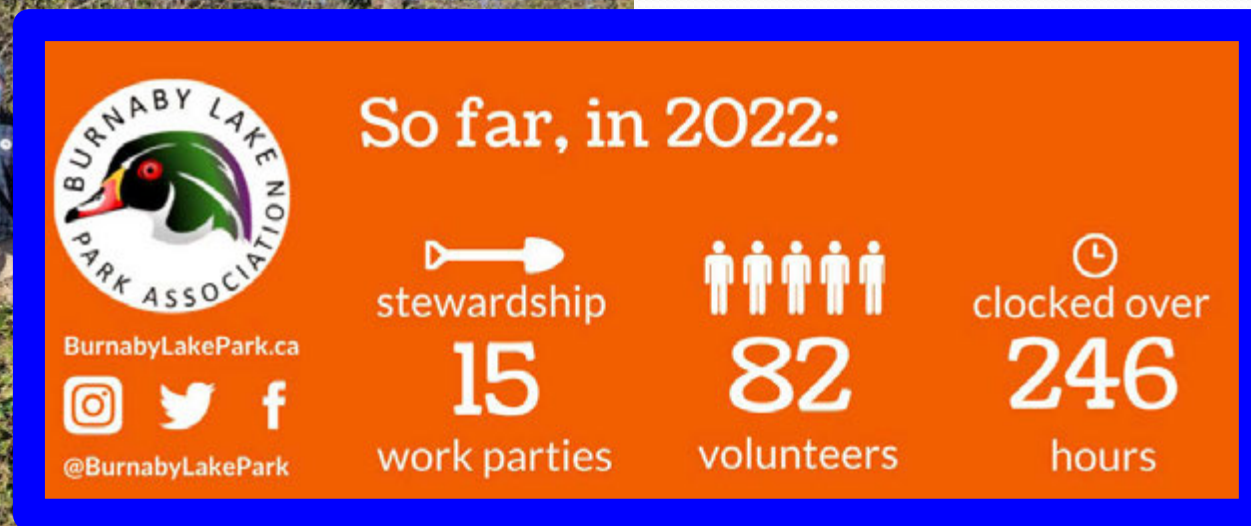 BURNABY LAKE
PARK ASSOCIATION
BurnabyLakePark.ca
@BurnabyLakePark
So far, in 2022:
stewardship
15
work parties
82
volunteers
clocked over
246
hours